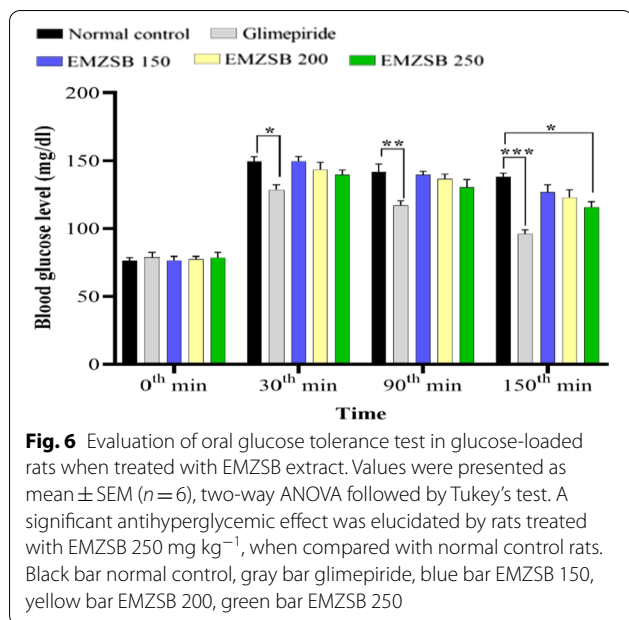 Normal control Glimepiride
EMZSB 150 EMZSB 200 EMZSB 250
Blood glucose level (mg/dl)
200
150
100
50
0
* ** *** *
0th min 30th min 90th min 150th min
Time
Fig. 6 Evaluation of oral glucose tolerance test in glucose-loaded
rats when treated with EMZSB extract. Values were presented as
mean ± SEM (n = 6), two-way ANOVA followed by Tukey's test. A
significant antihyperglycemic effect was elucidated by rats treated
with EMZSB 250 mg kg⁻¹, when compared with normal control rats.
Black bar normal control, gray bar glimepiride, blue bar EMZSB 150,
yellow bar EMZSB 200, green bar EMZSB 250